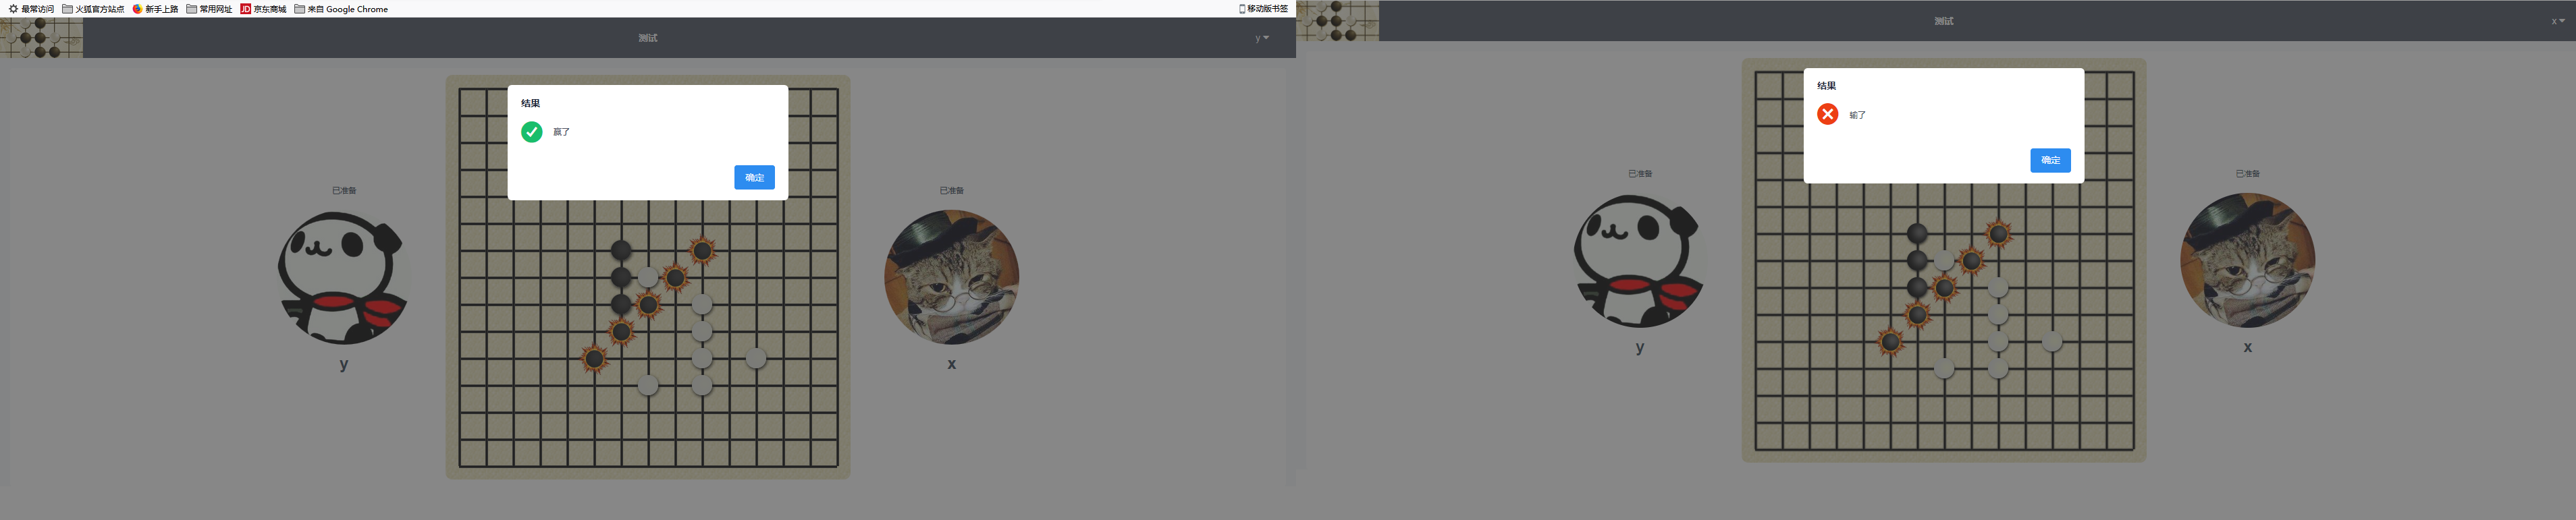 最常访问 火狐官方站点 新手上路 常用网址 JD 京东商城 来自 Google Chrome 移动版书签
测试 y
结果
赢了
确定
已准备 已准备
y x
测试 x
结果
输了
确定
已准备 已准备
y x